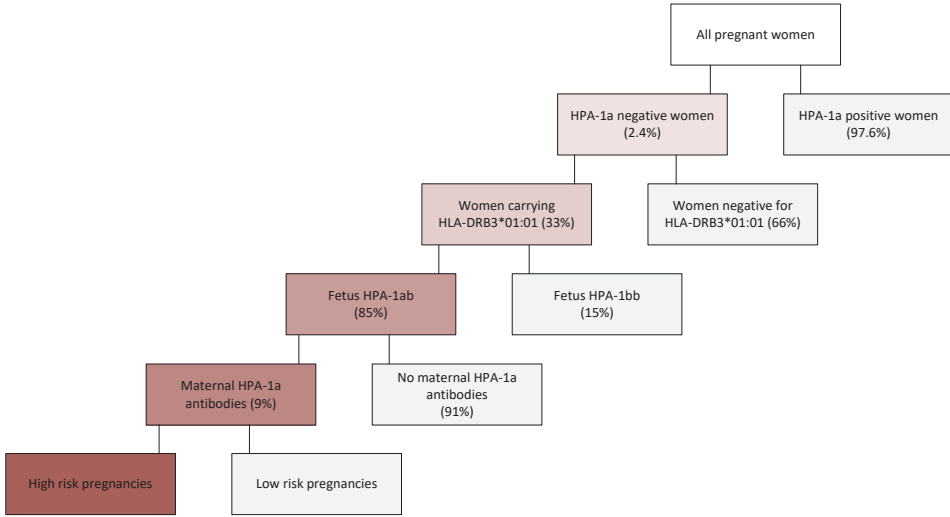 All pregnant women
HPA-1a negative women
(2.4%)
HPA-1a positive women
(97.6%)
Women carrying
HLA-DRB3*01:01 (33%)
Women negative for
HLA-DRB3*01:01 (66%)
Fetus HPA-1ab
(85%)
Fetus HPA-1bb
(15%)
Maternal HPA-1a
antibodies (9%)
No maternal HPA-1a
antibodies
(91%)
High risk pregnancies
Low risk pregnancies